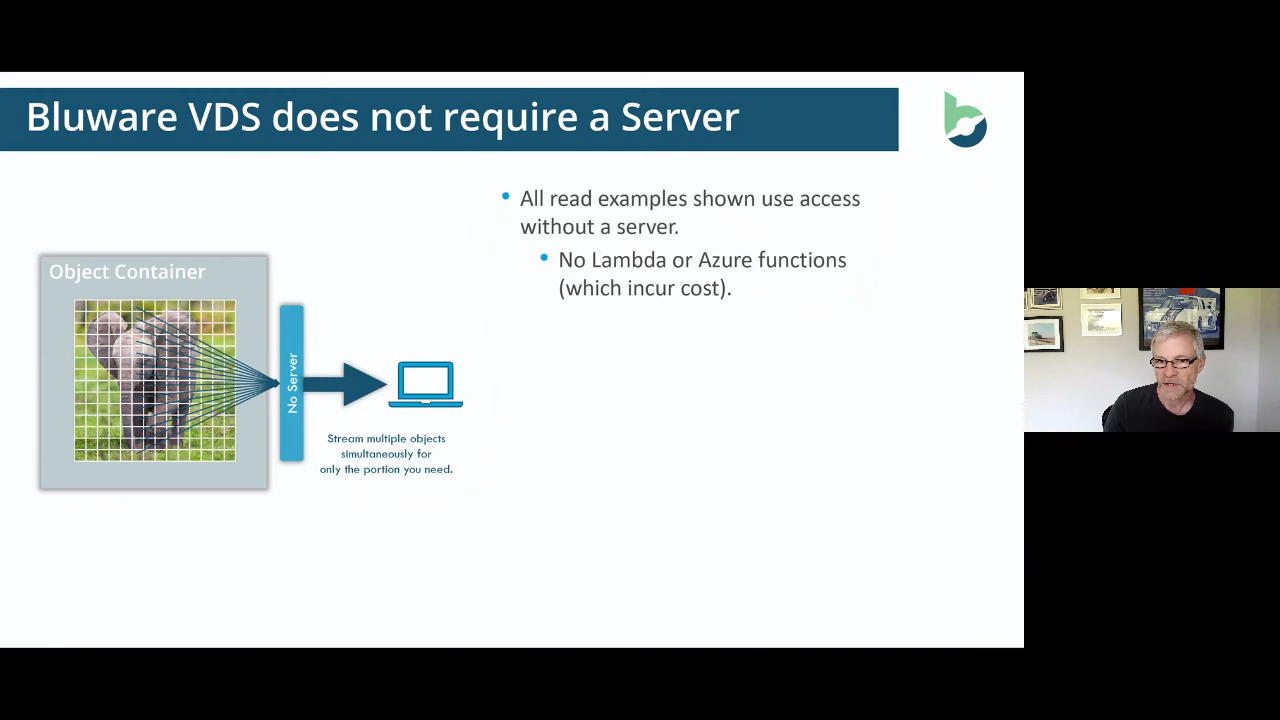 Bluware VDS does not require a Server
All read examples shown use access
without a server.
No Lambda or Azure functions
(which incur cost).
Object Container
No Server
Stream multiple objects
simultaneously for
only the portion you need.